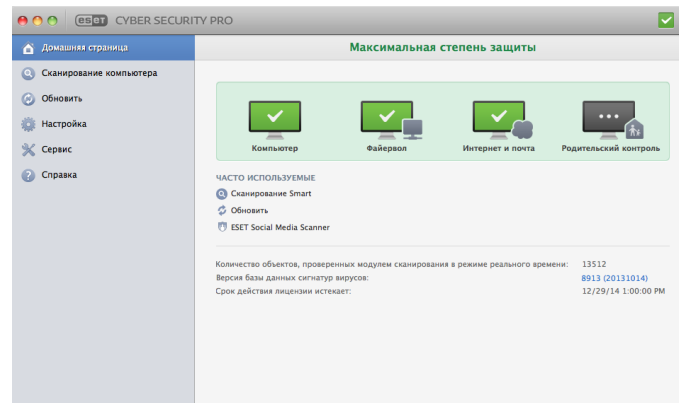 eset CYBER SECURITY PRO
Домашняя страница
Сканирование компьютера
Обновить
Настройка
Сервис
Справка
Максимальная степень защиты
Компьютер
Файервол
Интернет и почта
Родительский контроль
ЧАСТО ИСПОЛЬЗУЕМЫЕ
Сканирование Smart
Обновить
ESET Social Media Scanner
Количество объектов, проверенных модулем сканирования в режиме реального времени: 13512
Версия базы данных сигнатур вирусов: 8913 (20131014)
Срок действия лицензии истекает: 12/29/14 1:00:00 PM